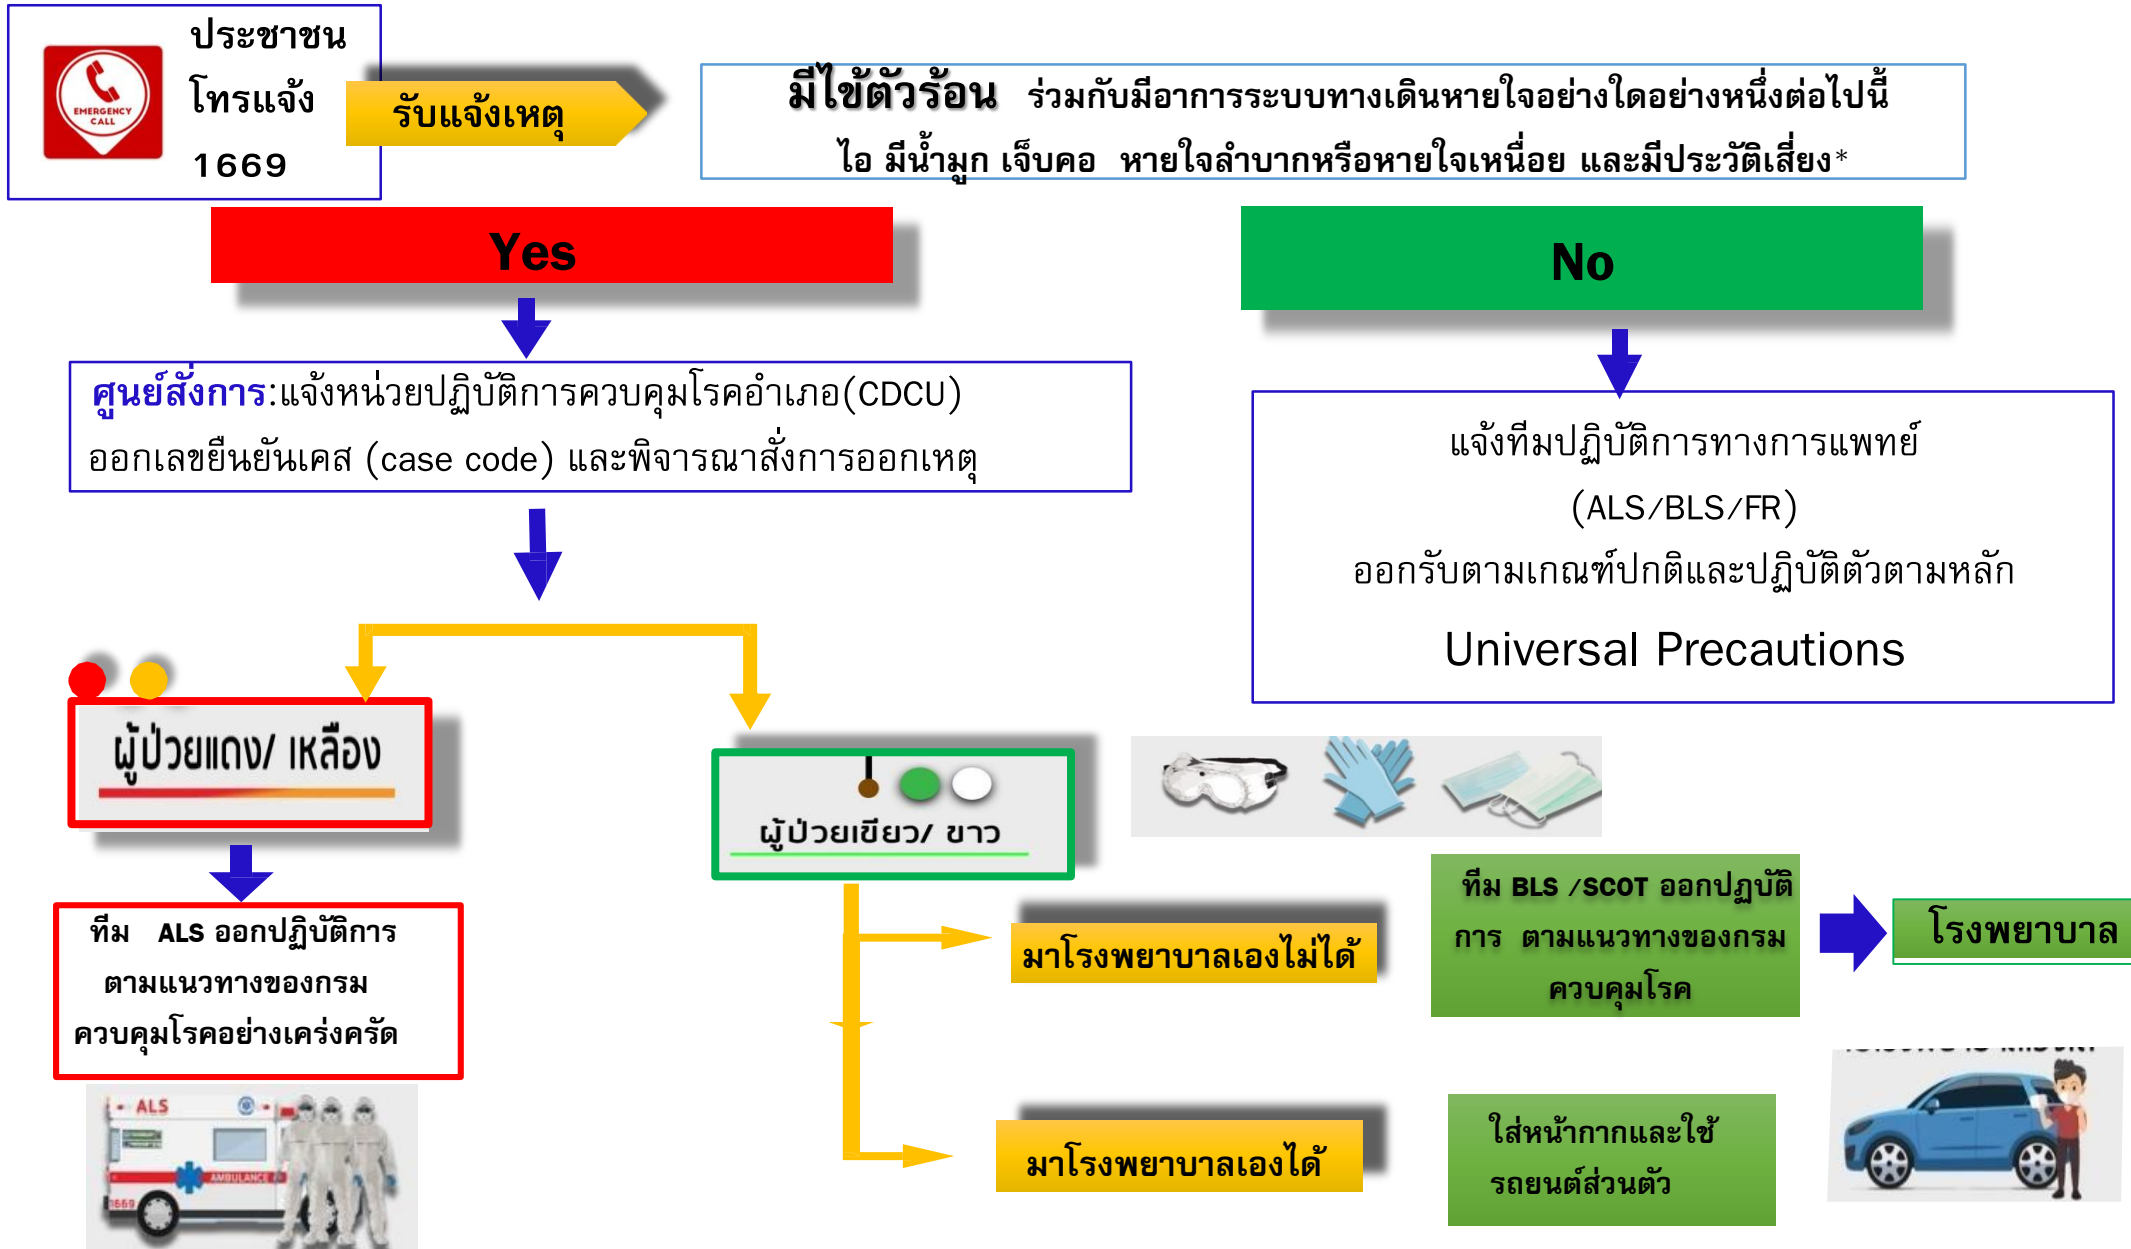 ประชาชน
โทรแจ้ง
1669
EMERGENCY
CALL
รับแจ้งเหตุ
มีไข้ตัวร้อน ร่วมกับมีอาการระบบทางเดินหายใจอย่างใดอย่างหนึ่งต่อไปนี้
ไอ มีน้ำมูก เจ็บคอ หายใจลำบากหรือหายใจเหนื่อย และมีประวัติเสี่ยง*
Yes
No
ศูนย์สั่งการ:แจ้งหน่วยปฏิบัติการควบคุมโรคอำเภอ(CDCU)
ออกเลขยืนยันเคส (case code) และพิจารณาสั่งการออกเหตุ
แจ้งทีมปฏิบัติการทางการแพทย์
(ALS/BLS/FR)
ออกรับตามเกณฑ์ปกติและปฏิบัติตัวตามหลัก
Universal Precautions
ผู้ป่วยแดง/ เหลือง
ผู้ป่วยเขียว/ ขาว
ทีม ALS ออกปฏิบัติการ
ตามแนวทางของกรม
ควบคุมโรคอย่างเคร่งครัด
มาโรงพยาบาลเองไม่ได้
ทีม BLS /SCOT ออกปฏบัติ
การ ตามแนวทางของกรม
ควบคุมโรค
โรงพยาบาล
มาโรงพยาบาลเองได้
ใส่หน้ากากและใช้
รถยนต์ส่วนตัว
ALS
AMBULANCE
1669